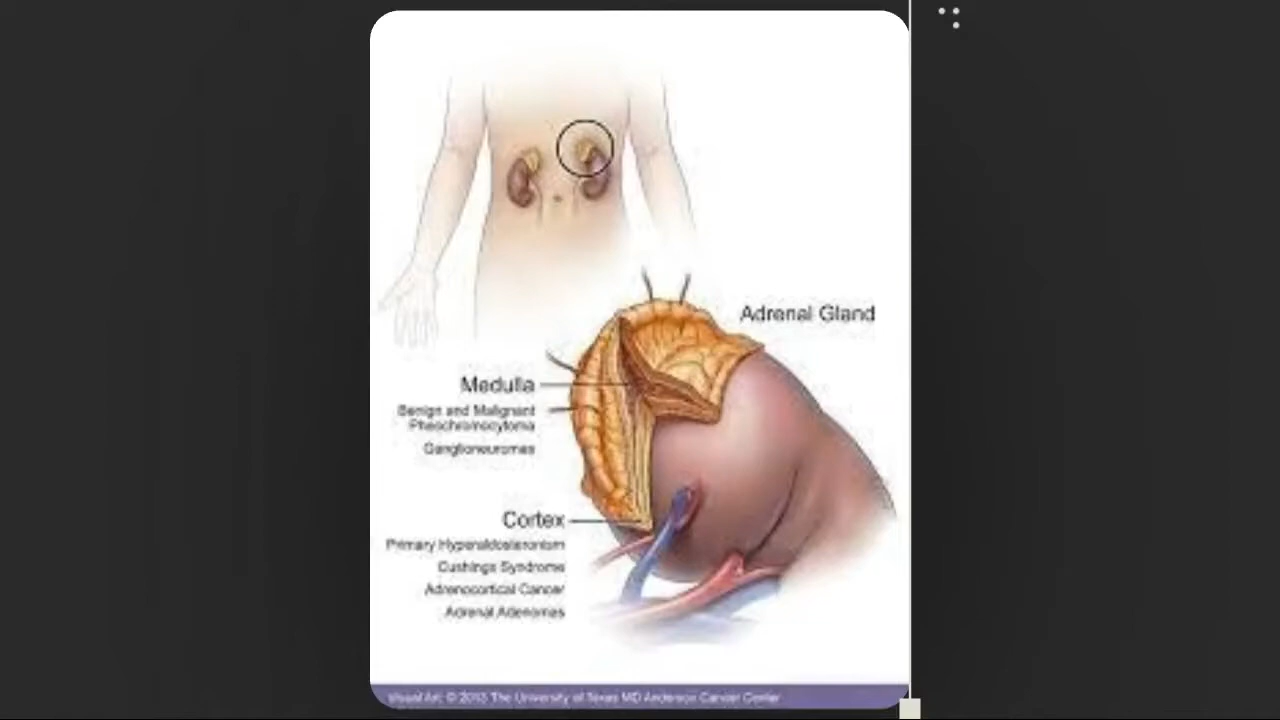 Adrenal Gland
Medulla
Benign and Malignant
Pheochromocytoma
Ganglioneuromas
Cortex
Primary Hyperaldosteronism
Cushings Syndrome
Adrenocortical Cancer
Adrenal Adenomas
Visual Art: © 2013 The University of Texas MD Anderson Cancer Center